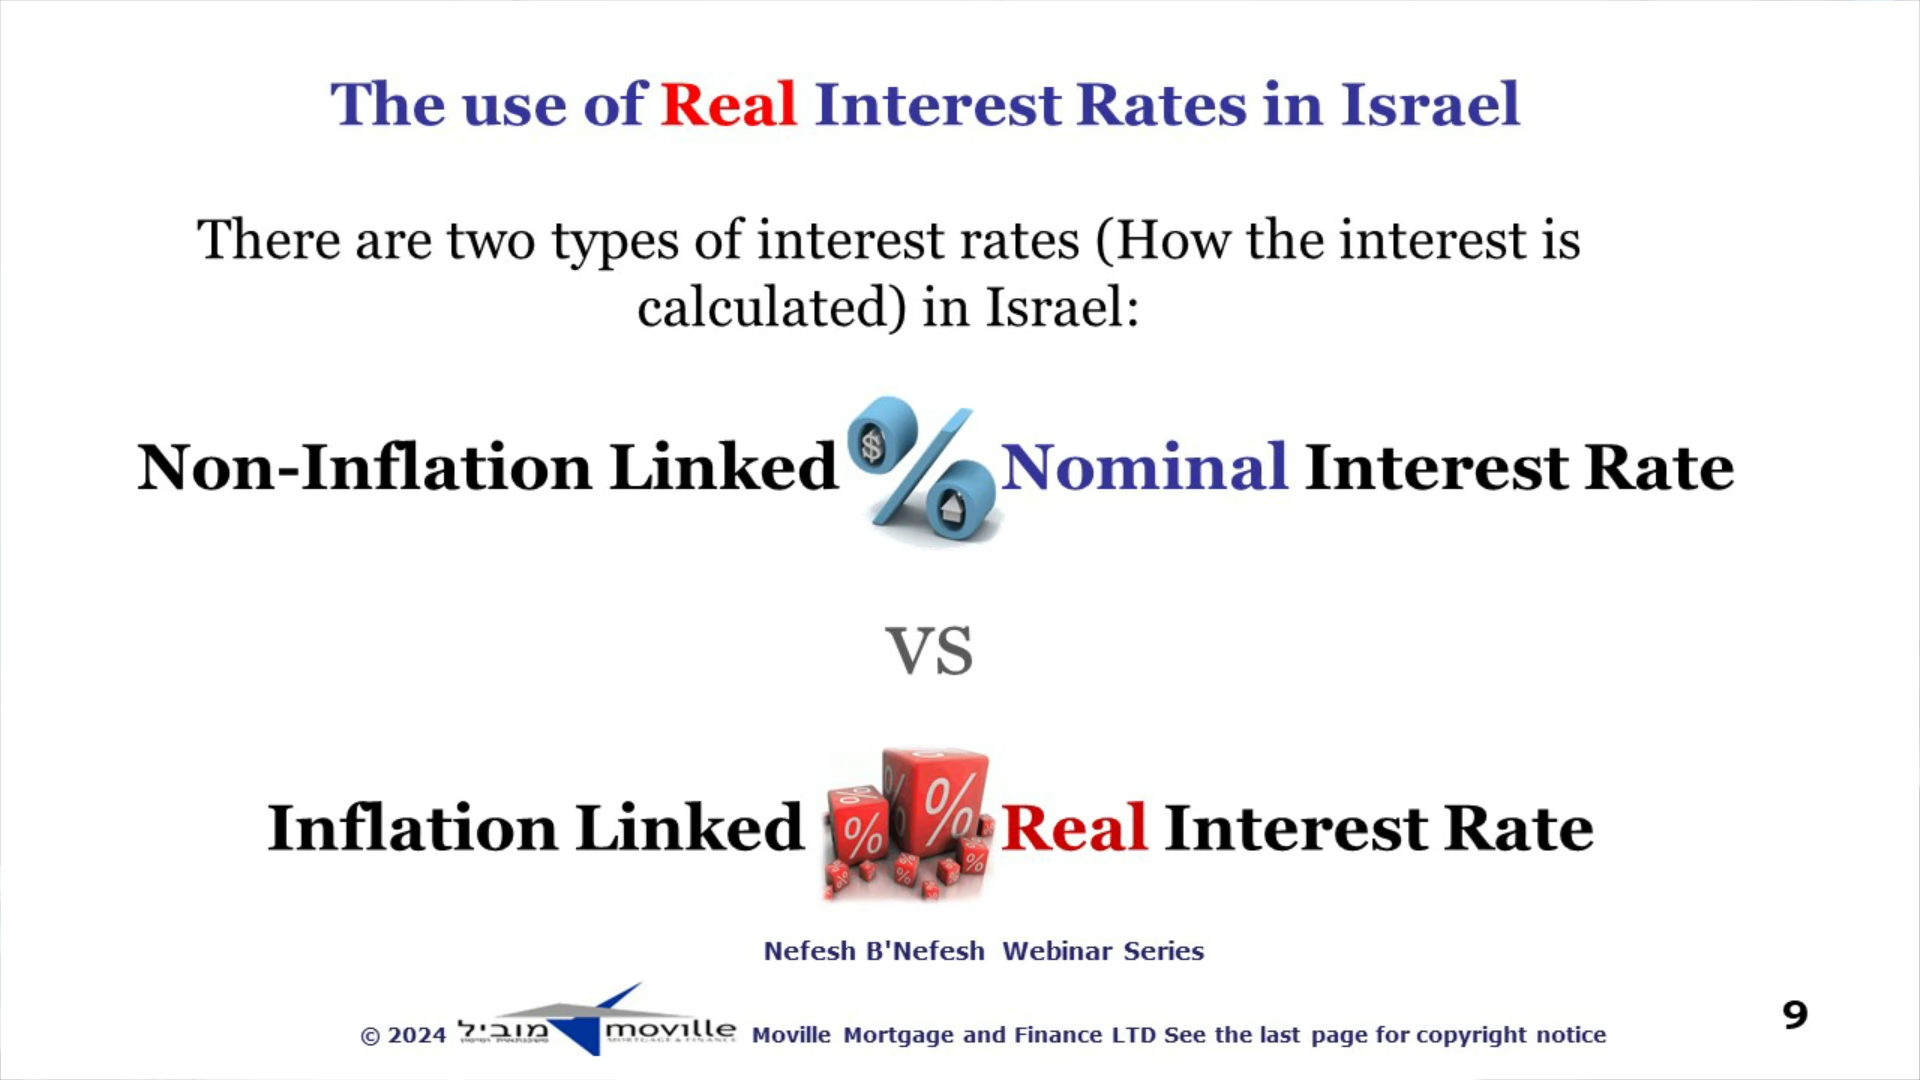 The use of Real Interest Rates in Israel
There are two types of interest rates (How the interest is
calculated) in Israel:
Non-Inflation Linked % Nominal Interest Rate
vs
Inflation Linked % Real Interest Rate
Nefesh B'Nefesh Webinar Series
© 2024 מוביל moville Moville Mortgage and Finance LTD See the last page for copyright notice
MORTGAGE & FINANCE
9